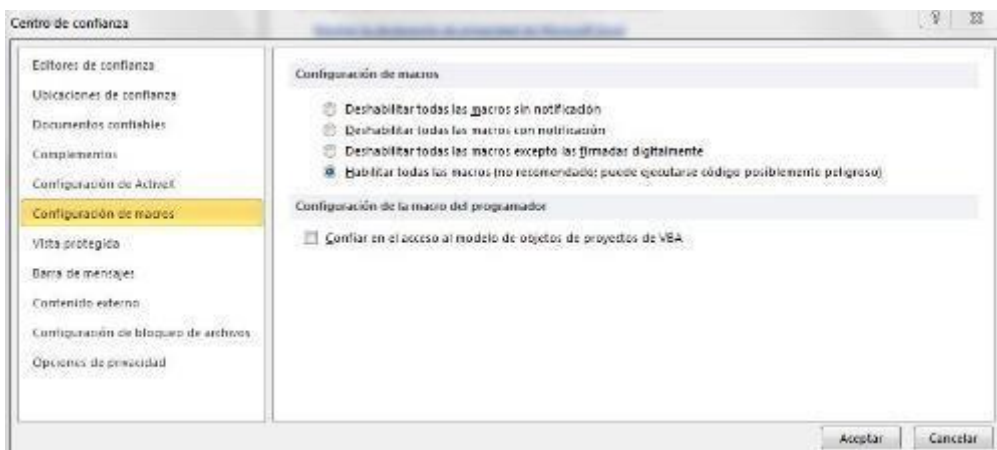 Centro de confianza
Editores de confianza
Ubicaciones de confianza
Documentos confiables
Complementos
Configuración de ActiveX
Configuración de macros
Vista protegida
Barra de mensajes
Contenido externo
Configuración de bloqueo de archivos
Opciones de privacidad
Configuración de macros
Deshabilitar todas las macros sin notificación
Deshabilitar todas las macros con notificación
Deshabilitar todas las macros excepto las firmadas digitalmente
Habilitar todas las macros (no recomendado; puede ejecutarse código posiblemente peligroso)
Configuración de la macro del programador
Confiar en el acceso al modelo de objetos de proyectos de VBA
Aceptar
Cancelar